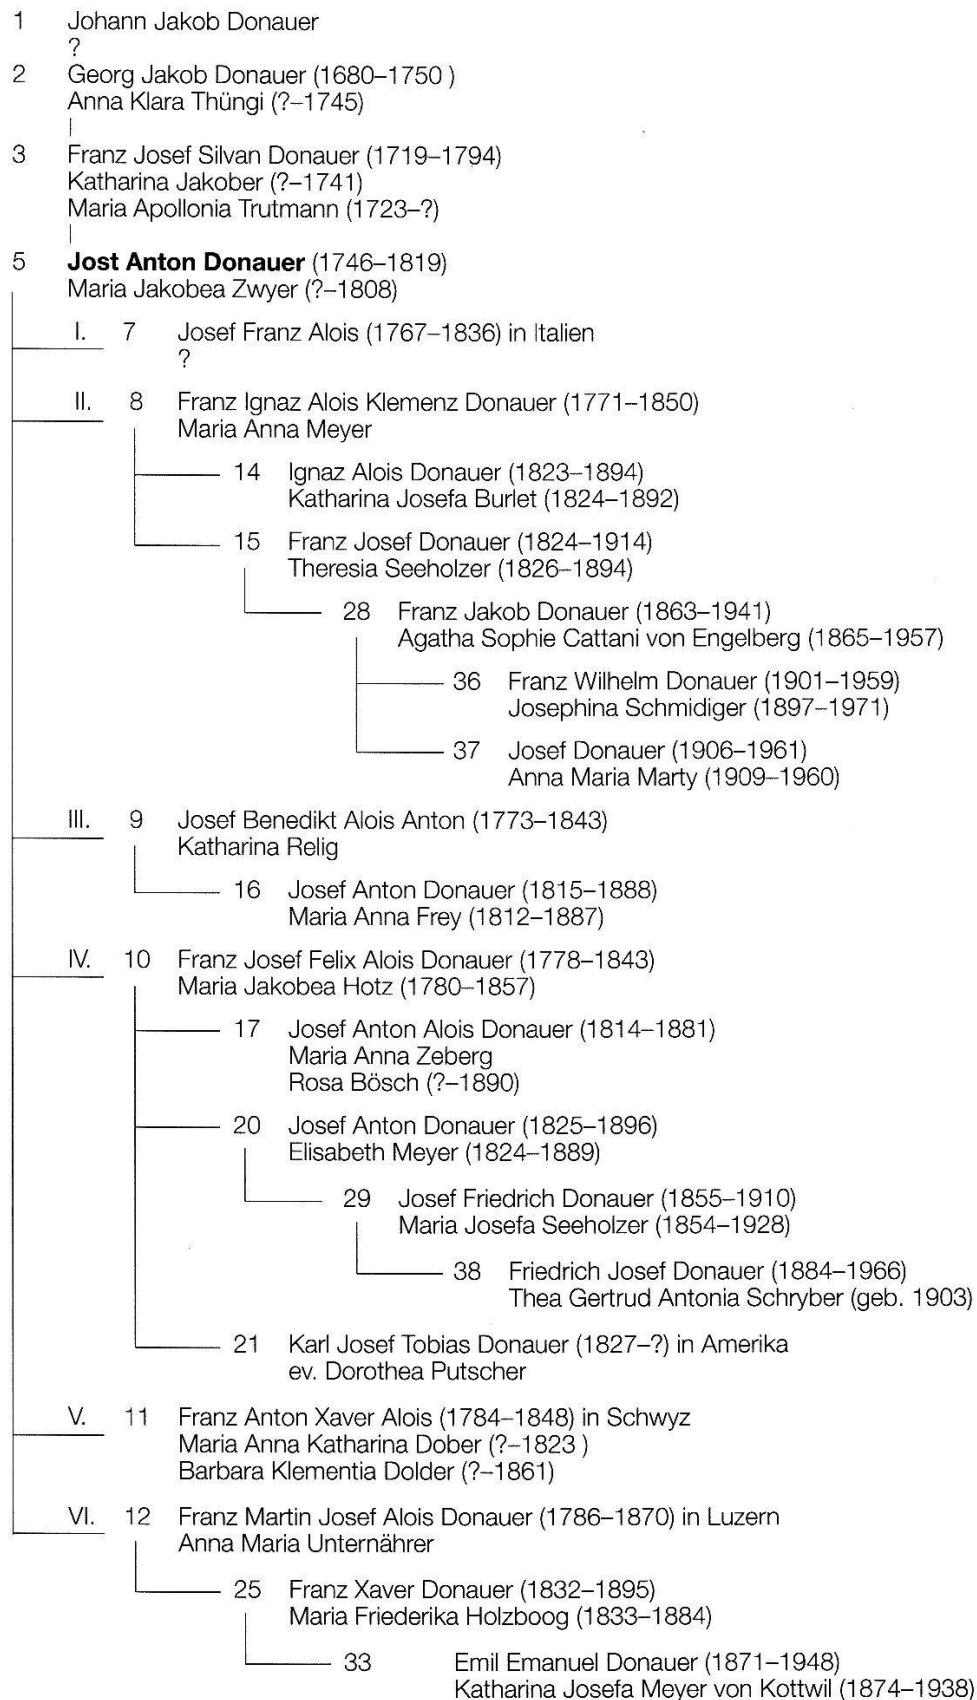 1 Johann Jakob Donauer
?
2 Georg Jakob Donauer (1680–1750 )
Anna Klara Thüngi (?–1745)
3 Franz Josef Silvan Donauer (1719–1794)
Katharina Jakober (?–1741)
Maria Apollonia Trutmann (1723–?)
5 Jost Anton Donauer (1746–1819)
Maria Jakobea Zwyer (?–1808)
I. 7 Josef Franz Alois (1767–1836) in Italien
?
II. 8 Franz Ignaz Alois Klemenz Donauer (1771–1850)
Maria Anna Meyer
14 Ignaz Alois Donauer (1823–1894)
Katharina Josefa Burlet (1824–1892)
15 Franz Josef Donauer (1824–1914)
Theresia Seeholzer (1826–1894)
28 Franz Jakob Donauer (1863–1941)
Agatha Sophie Cattani von Engelberg (1865–1957)
36 Franz Wilhelm Donauer (1901–1959)
Josephina Schmidiger (1897–1971)
37 Josef Donauer (1906–1961)
Anna Maria Marty (1909–1960)
III. 9 Josef Benedikt Alois Anton (1773–1843)
Katharina Relig
16 Josef Anton Donauer (1815–1888)
Maria Anna Frey (1812–1887)
IV. 10 Franz Josef Felix Alois Donauer (1778–1843)
Maria Jakobea Hotz (1780–1857)
17 Josef Anton Alois Donauer (1814–1881)
Maria Anna Zeberg
Rosa Bösch (?–1890)
20 Josef Anton Donauer (1825–1896)
Elisabeth Meyer (1824–1889)
29 Josef Friedrich Donauer (1855–1910)
Maria Josefa Seeholzer (1854–1928)
38 Friedrich Josef Donauer (1884–1966)
Thea Gertrud Antonia Schryber (geb. 1903)
21 Karl Josef Tobias Donauer (1827–?) in Amerika
ev. Dorothea Putscher
V. 11 Franz Anton Xaver Alois (1784–1848) in Schwyz
Maria Anna Katharina Dober (?–1823 )
Barbara Klementia Dolder (?–1861)
VI. 12 Franz Martin Josef Alois Donauer (1786–1870) in Luzern
Anna Maria Unternährer
25 Franz Xaver Donauer (1832–1895)
Maria Friederika Holzboog (1833–1884)
33 Emil Emanuel Donauer (1871–1948)
Katharina Josefa Meyer von Kottwil (1874–1938)